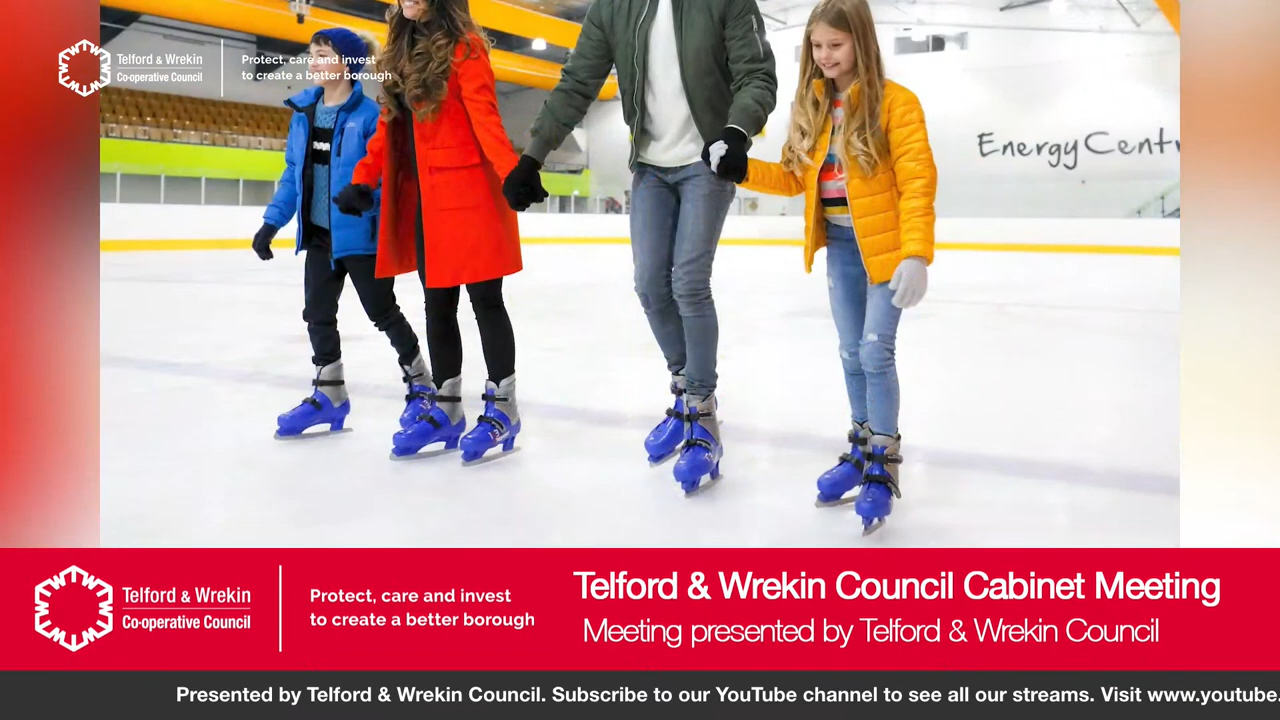 Telford & Wrekin
Co-operative Council
Protect, care and invest
to create a better borough
EnergyCent
Telford & Wrekin
Co-operative Council
Protect, care and invest
to create a better borough
Telford & Wrekin Council Cabinet Meeting
Meeting presented by Telford & Wrekin Council
Presented by Telford & Wrekin Council. Subscribe to our YouTube channel to see all our streams. Visit www.youtube.